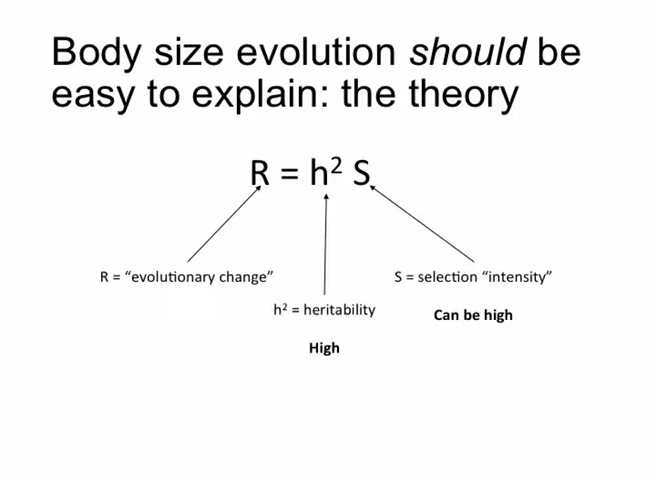 Body size evolution should be
easy to explain: the theory
R = h² S
R = “evolutionary change”
S = selection “intensity”
h² = heritability
Can be high
High